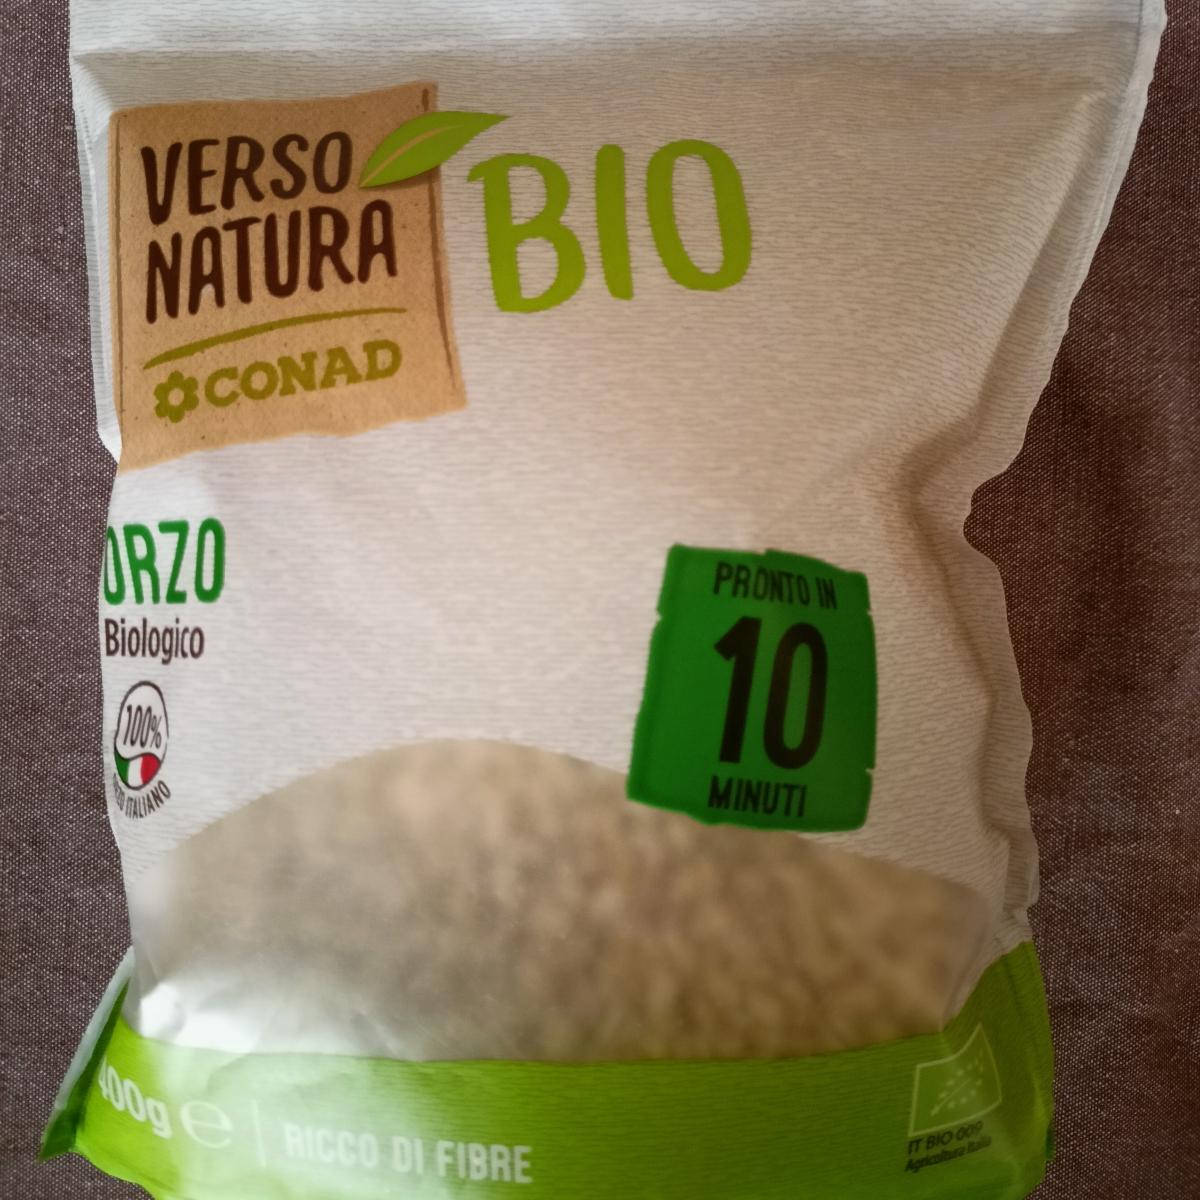 VERSO
NATURA
CONAD
BIO
ORZO
Biologico
100%
ITALIANO
PRONTO IN
10
MINUTI
400g e
RICCO DI FIBRE
IT BIO 009
Agricoltura Italia